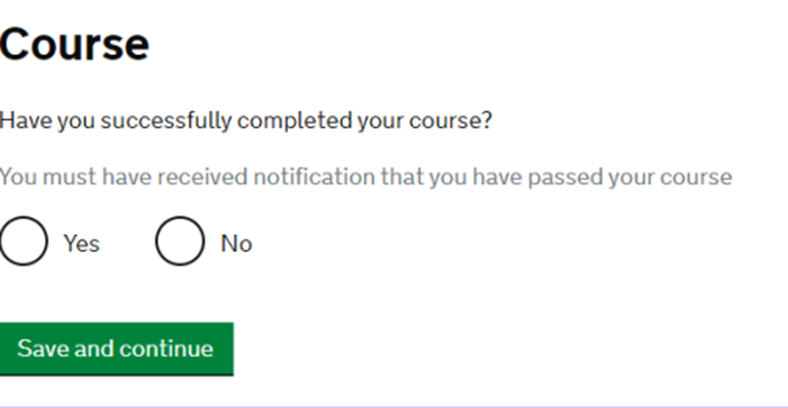 Course
Have you successfully completed your course?
You must have received notification that you have passed your course
Yes No
Save and continue